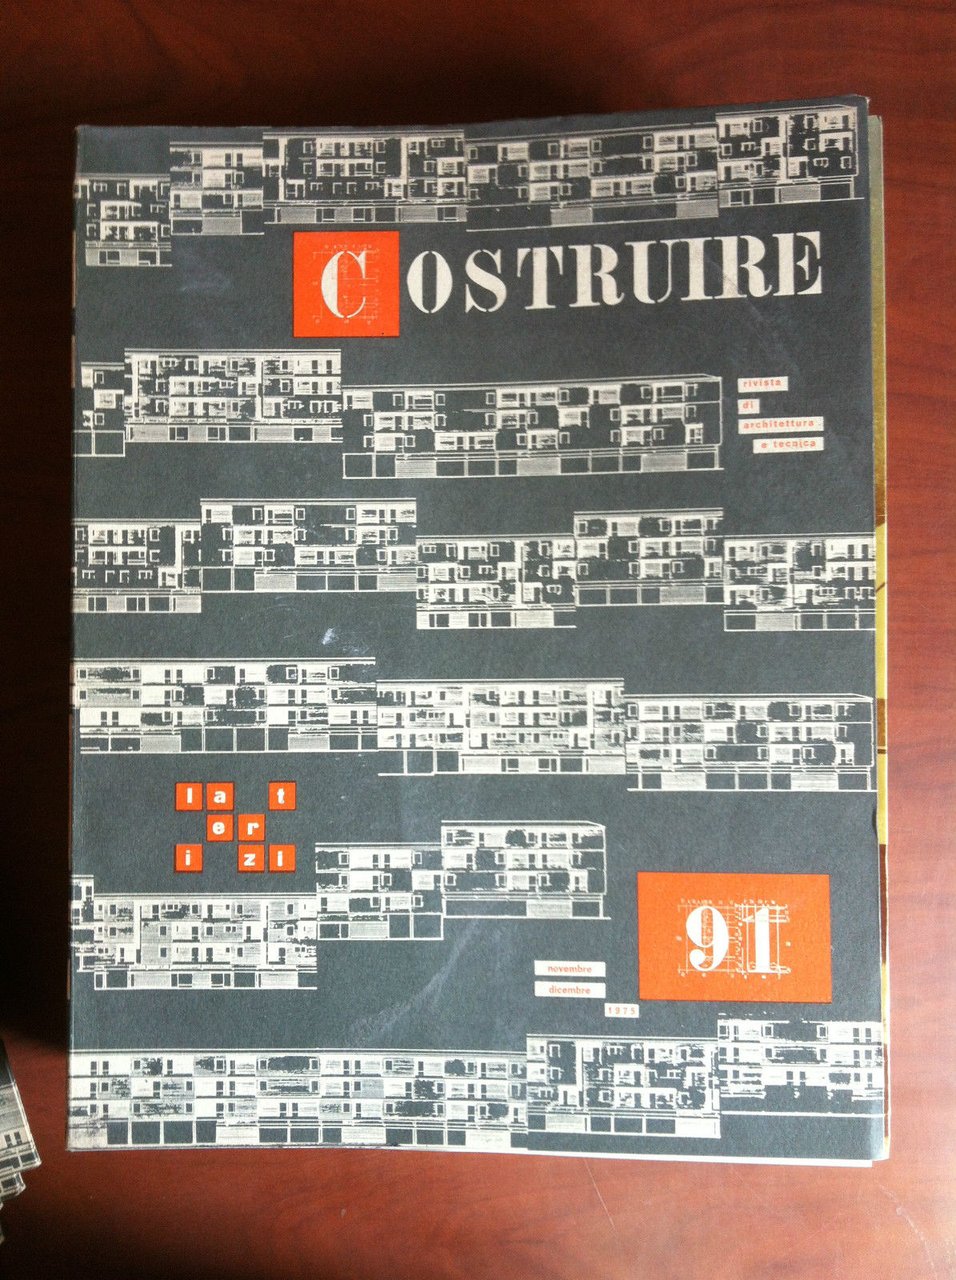 COSTRUIRE
rivista
di
architettura
e tecnica
la t
er
i zi
91
novembre
dicembre
1975